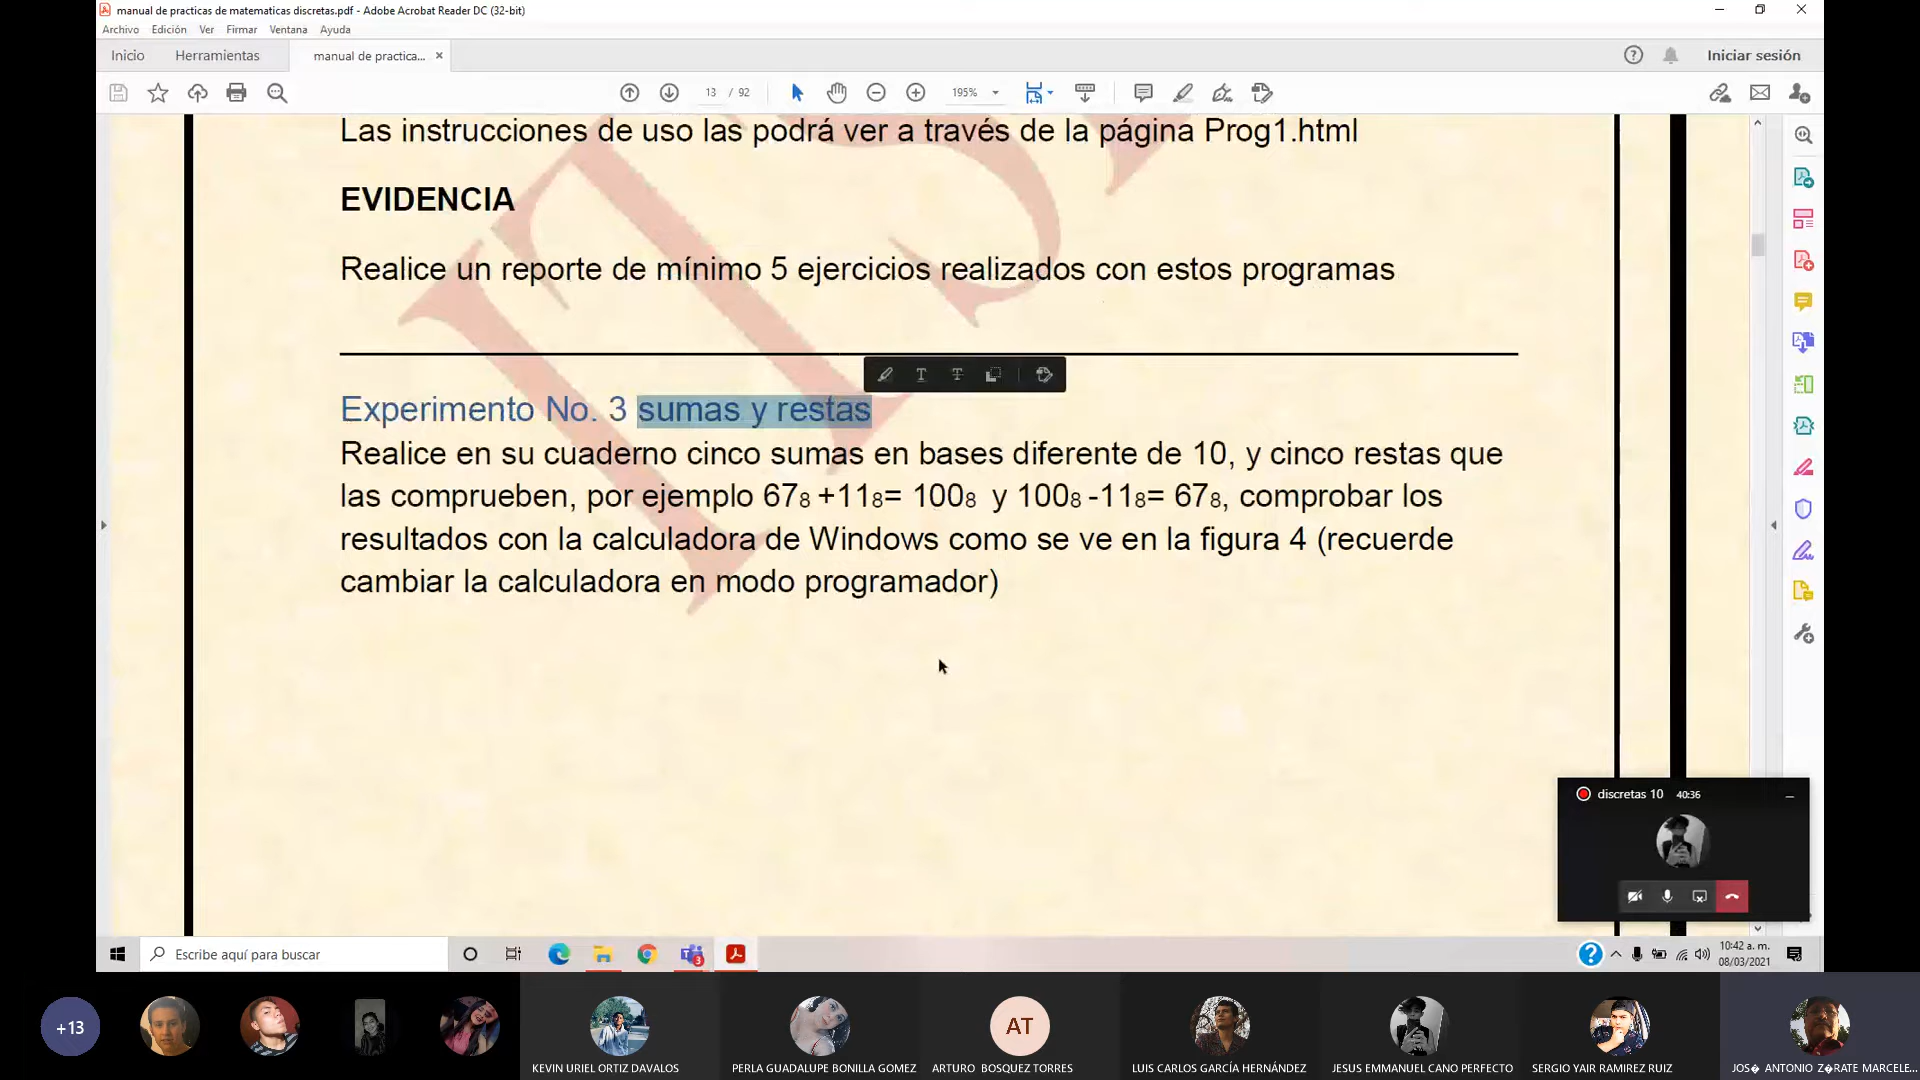 manual de practicas de matematicas discretas.pdf - Adobe Acrobat Reader DC (32-bit)
Archivo Edición Ver Firmar Ventana Ayuda
Inicio Herramientas manual de practica... × Iniciar sesión
13 / 92 195%
Las instrucciones de uso las podrá ver a través de la página Prog1.html
EVIDENCIA
Realice un reporte de mínimo 5 ejercicios realizados con estos programas
Experimento No. 3 sumas y restas
Realice en su cuaderno cinco sumas en bases diferente de 10, y cinco restas que
las comprueben, por ejemplo 67₈ +11₈= 100₈ y 100₈ -11₈= 67₈, comprobar los
resultados con la calculadora de Windows como se ve en la figura 4 (recuerde
cambiar la calculadora en modo programador)
discretas 10 40:36
Escribe aquí para buscar
10:42 a. m.
08/03/2021
+13
AT
KEVIN URIEL ORTIZ DAVALOS
PERLA GUADALUPE BONILLA GOMEZ
ARTURO BOSQUEZ TORRES
LUIS CARLOS GARCÍA HERNÁNDEZ
JESUS EMMANUEL CANO PERFECTO
SERGIO YAIR RAMIREZ RUIZ
JOS� ANTONIO Z�RATE MARCELE...